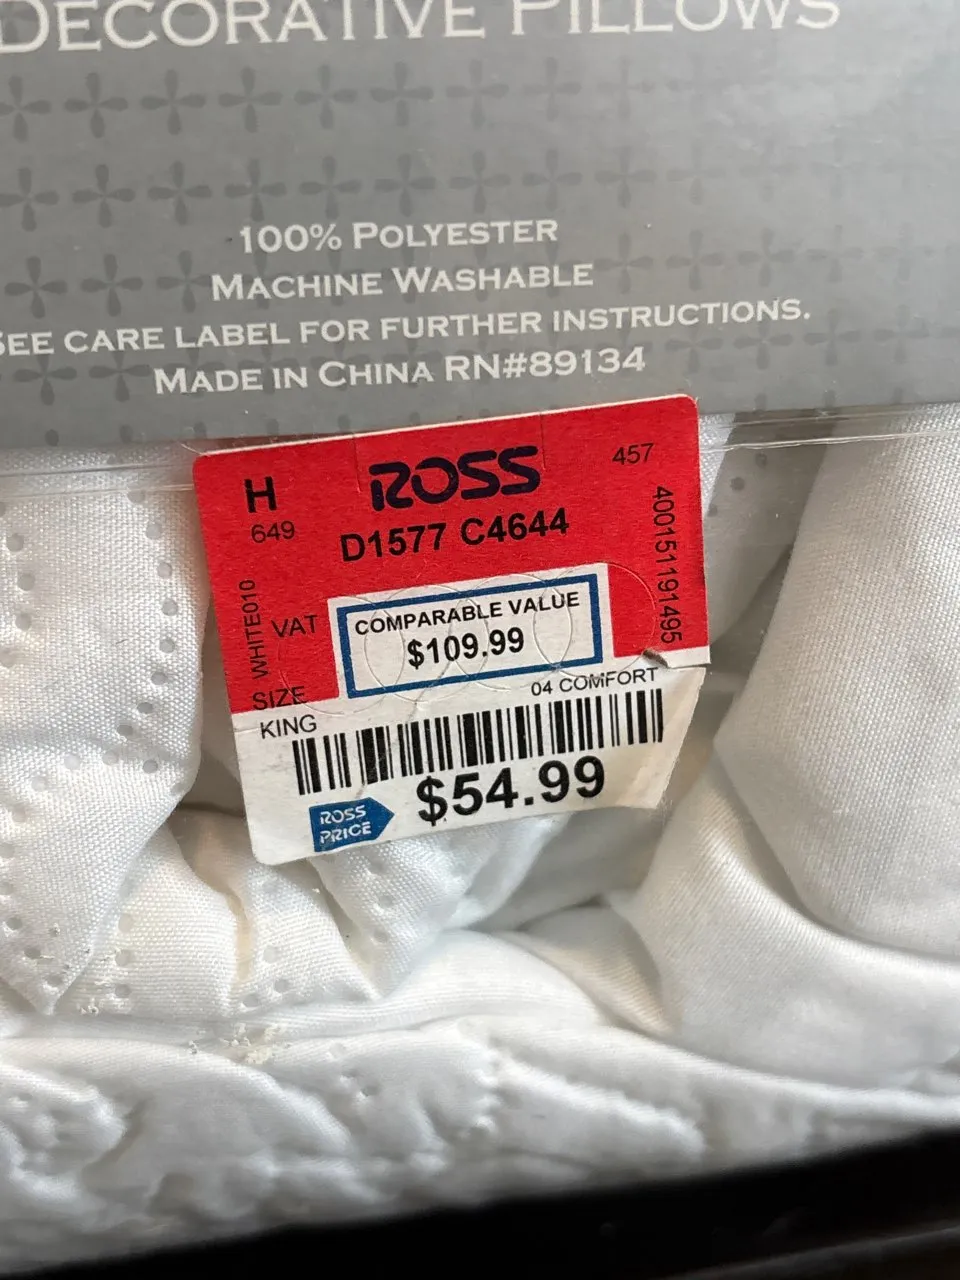 DECORATIVE PILLOWS
100% POLYESTER
MACHINE WASHABLE
SEE CARE LABEL FOR FURTHER INSTRUCTIONS.
MADE IN CHINA RN#89134
H
ROSS
457
649
D1577 C4644
400151191495
WHITE010
VAT
COMPARABLE VALUE
$109.99
SIZE
KING
04 COMFORT
ROSS
PRICE
$54.99